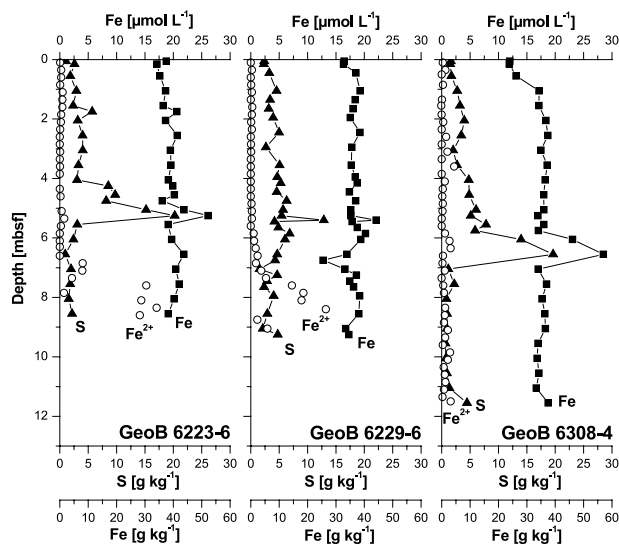 Fe [µmol L-1] Fe [µmol L-1] Fe [µmol L-1]
0 5 10 15 20 25 30 0 5 10 15 20 25 30 0 5 10 15 20 25 30
0
2
4
6
8
10
12
Depth [mbsf]
S Fe2+ Fe
S Fe2+ Fe
Fe2+ S Fe
GeoB 6223-6 GeoB 6229-6 GeoB 6308-4
0 5 10 15 20 25 30 0 5 10 15 20 25 30 0 5 10 15 20 25 30
S [g kg-1] S [g kg-1] S [g kg-1]
0 10 20 30 40 50 60 0 10 20 30 40 50 60 0 10 20 30 40 50 60
Fe [g kg-1] Fe [g kg-1] Fe [g kg-1]